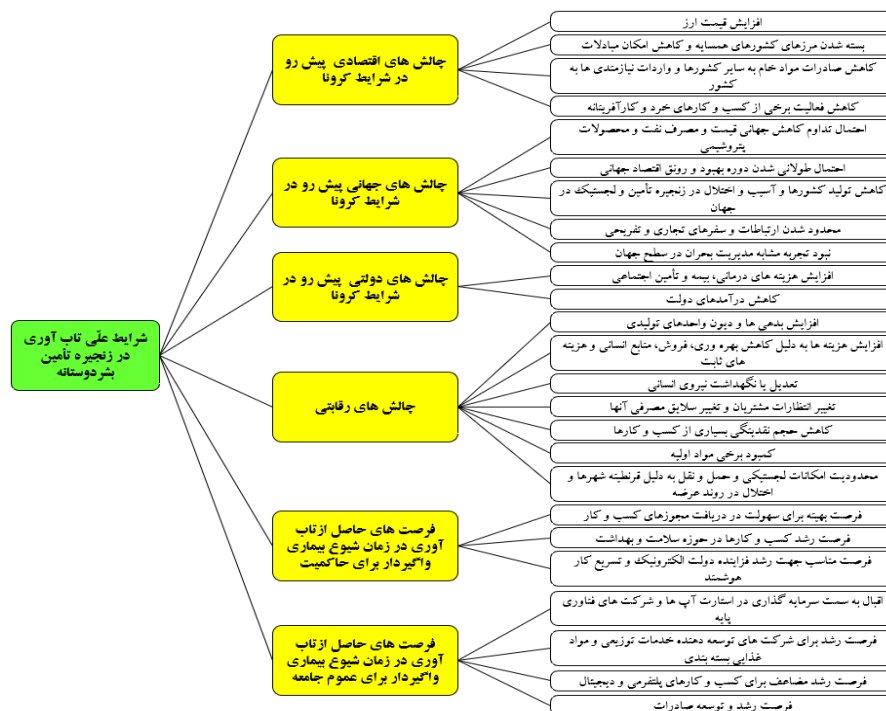 شرایط علّی تاب آوری
در زنجیره تأمین
بشردوستانه
چالش های اقتصادی پیش رو
در شرایط کرونا
افزایش قیمت ارز
بسته شدن مرزهای کشورهای همسایه و کاهش امکان مبادلات
کاهش صادرات مواد خام به سایر کشورها و واردات نیازمندی ها به
کشور
کاهش فعالیت برخی از کسب و کارهای خرد و کارآفرینانه
چالش های جهانی پیش رو در
شرایط کرونا
احتمال تداوم کاهش جهانی قیمت و مصرف نفت و محصولات
پتروشیمی
احتمال طولانی شدن دوره بهبود و رونق اقتصاد جهانی
کاهش تولید کشورها و آسیب و اختلال در زنجیره تأمین و لجستیک در
جهان
محدود شدن ارتباطات و سفرهای تجاری و تفریحی
نبود تجربه مشابه مدیریت بحران در سطح جهان
چالش های دولتی پیش رو در
شرایط کرونا
افزایش هزینه های درمانی، بیمه و تأمین اجتماعی
کاهش درآمدهای دولت
چالش های رقابتی
افزایش بدهی ها و دیون واحدهای تولیدی
افزایش هزینه ها به دلیل کاهش بهره وری، فروش، منابع انسانی و هزینه
های ثابت
تعدیل یا نگهداشت نیروی انسانی
تغییر انتظارات مشتریان و تغییر سلایق مصرفی آنها
کاهش حجم نقدینگی بسیاری از کسب و کارها
کمبود برخی مواد اولیه
محدودیت امکانات لجستیکی و حمل و نقل به دلیل قرنطینه شهرها و
اختلال در روند عرضه
فرصت های حاصل ازتاب
آوری در زمان شیوع بیماری
واگیردار برای حاکمیت
فرصت بهینه برای سهولت در دریافت مجوزهای کسب و کار
فرصت رشد کسب و کارها در حوزه سلامت و بهداشت
فرصت مناسب جهت رشد فزاینده دولت الکترونیک و تسریع کار
هوشمند
فرصت های حاصل ازتاب
آوری در زمان شیوع بیماری
واگیردار برای عموم جامعه
اقبال به سمت سرمایه گذاری در استارت آپ ها و شرکت های فناوری
پایه
فرصت رشد برای شرکت های توسعه دهنده خدمات توزیعی و مواد
غذایی بسته بندی
فرصت رشد مضاعف برای کسب و کارهای پلتفرمی و دیجیتال
فرصت رشد و توسعه صادرات